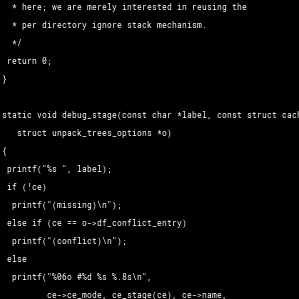 * here; we are merely interested in reusing the
* per directory ignore stack mechanism.
*/
return 0;
}
static void debug_stage(const char *label, const struct cach
struct unpack_trees_options *o)
{
printf("%s ", label);
if (!ce)
printf("(missing)\n");
else if (ce == o->df_conflict_entry)
printf("(conflict)\n");
else
printf("%06o #%d %s %.8s\n",
ce->ce_mode, ce_stage(ce), ce->name,